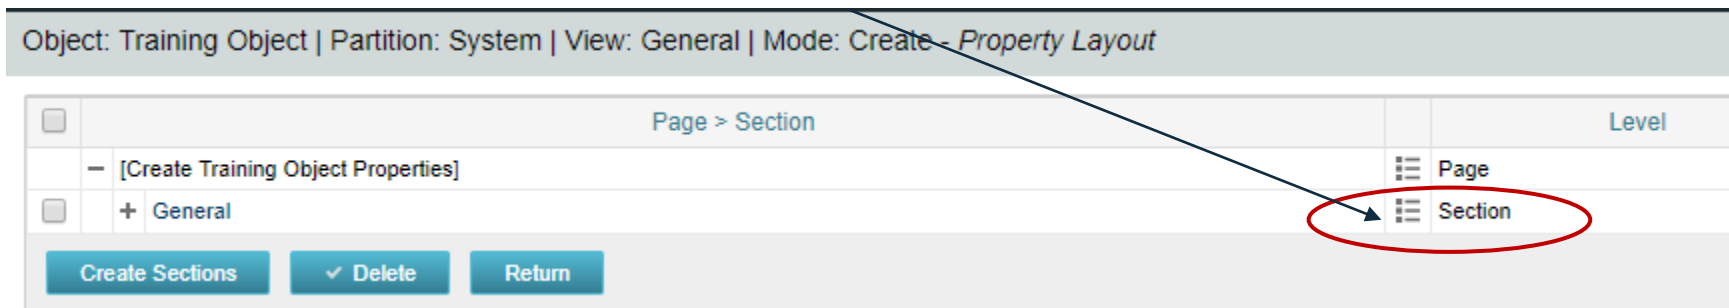 Object: Training Object | Partition: System | View: General | Mode: Create - Property Layout
Page > Section Level
[Create Training Object Properties] Page
General Section
Create Sections Delete Return